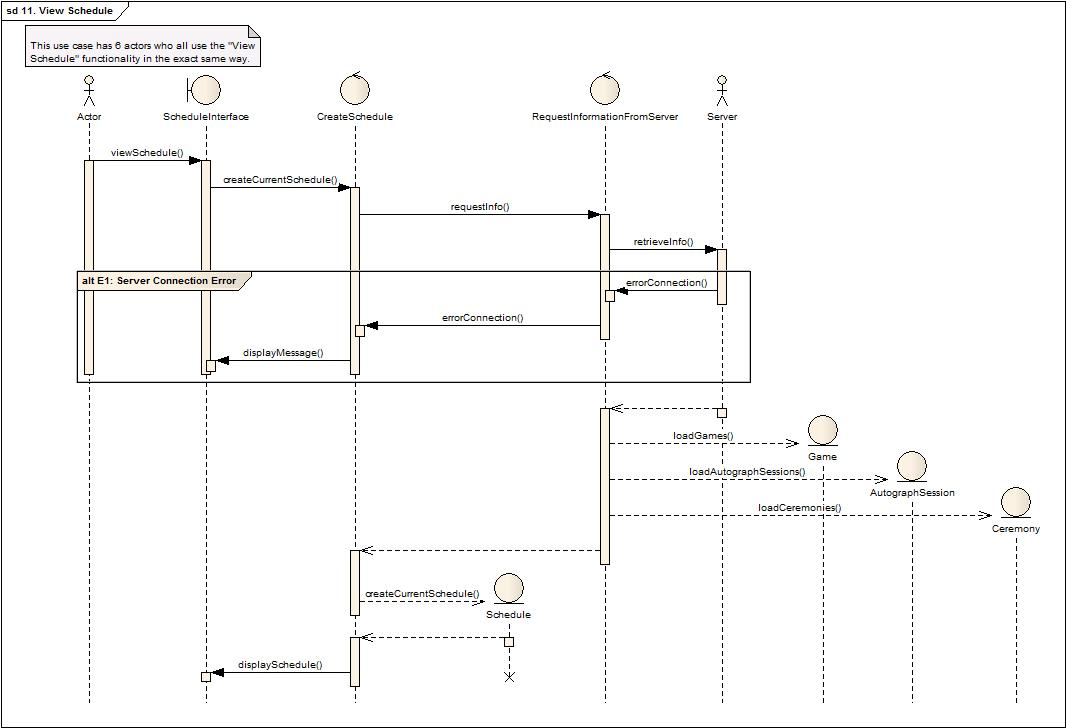 sd 11. View Schedule
This use case has 6 actors who all use the "View
Schedule" functionality in the exact same way.
Actor
ScheduleInterface
CreateSchedule
RequestInformationFromServer
Server
viewSchedule()
createCurrentSchedule()
requestInfo()
retrieveInfo()
alt E1: Server Connection Error
errorConnection()
errorConnection()
displayMessage()
loadGames()
Game
loadAutographSessions()
AutographSession
loadCeremonies()
Ceremony
createCurrentSchedule()
Schedule
displaySchedule()